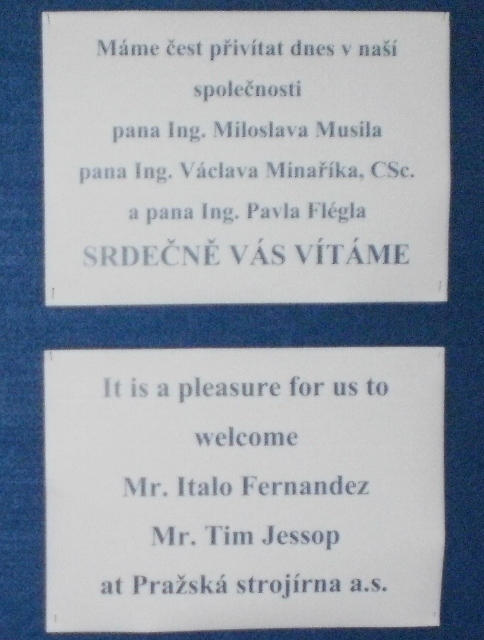 Máme čest přivítat dnes v naší
společnosti
pana Ing. Miloslava Musila
pana Ing. Václava Minaříka, CSc.
a pana Ing. Pavla Flégla
SRDEČNĚ VÁS VÍTÁME
It is a pleasure for us to
welcome
Mr. Italo Fernandez
Mr. Tim Jessop
at Pražská strojírna a.s.